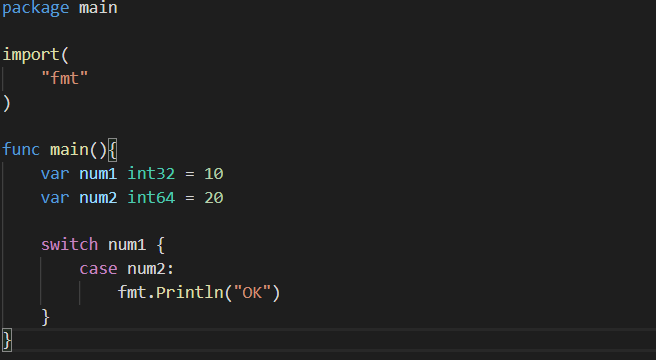 package main
import(
"fmt"
)
func main(){
var num1 int32 = 10
var num2 int64 = 20
switch num1 {
case num2:
fmt.Println("OK")
}
}